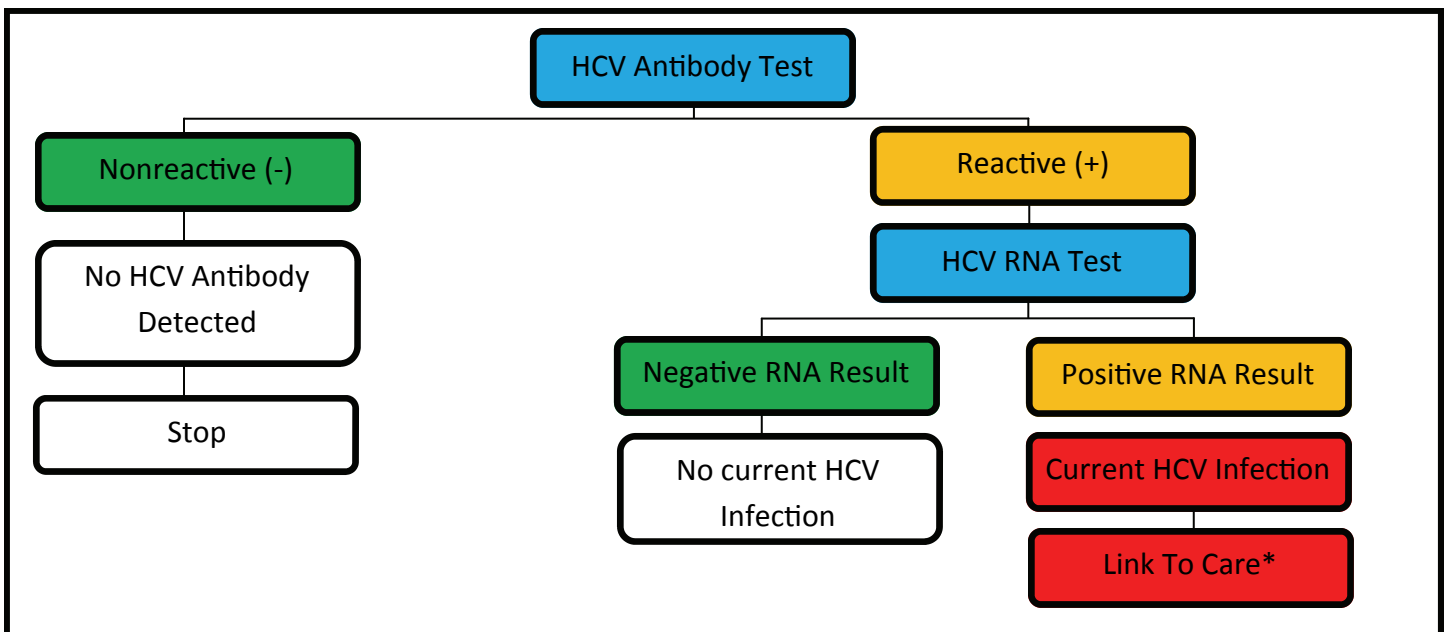 HCV Antibody Test
Nonreactive (-)
Reactive (+)
No HCV Antibody
Detected
HCV RNA Test
Stop
Negative RNA Result
Positive RNA Result
No current HCV
Infection
Current HCV Infection
Link To Care*